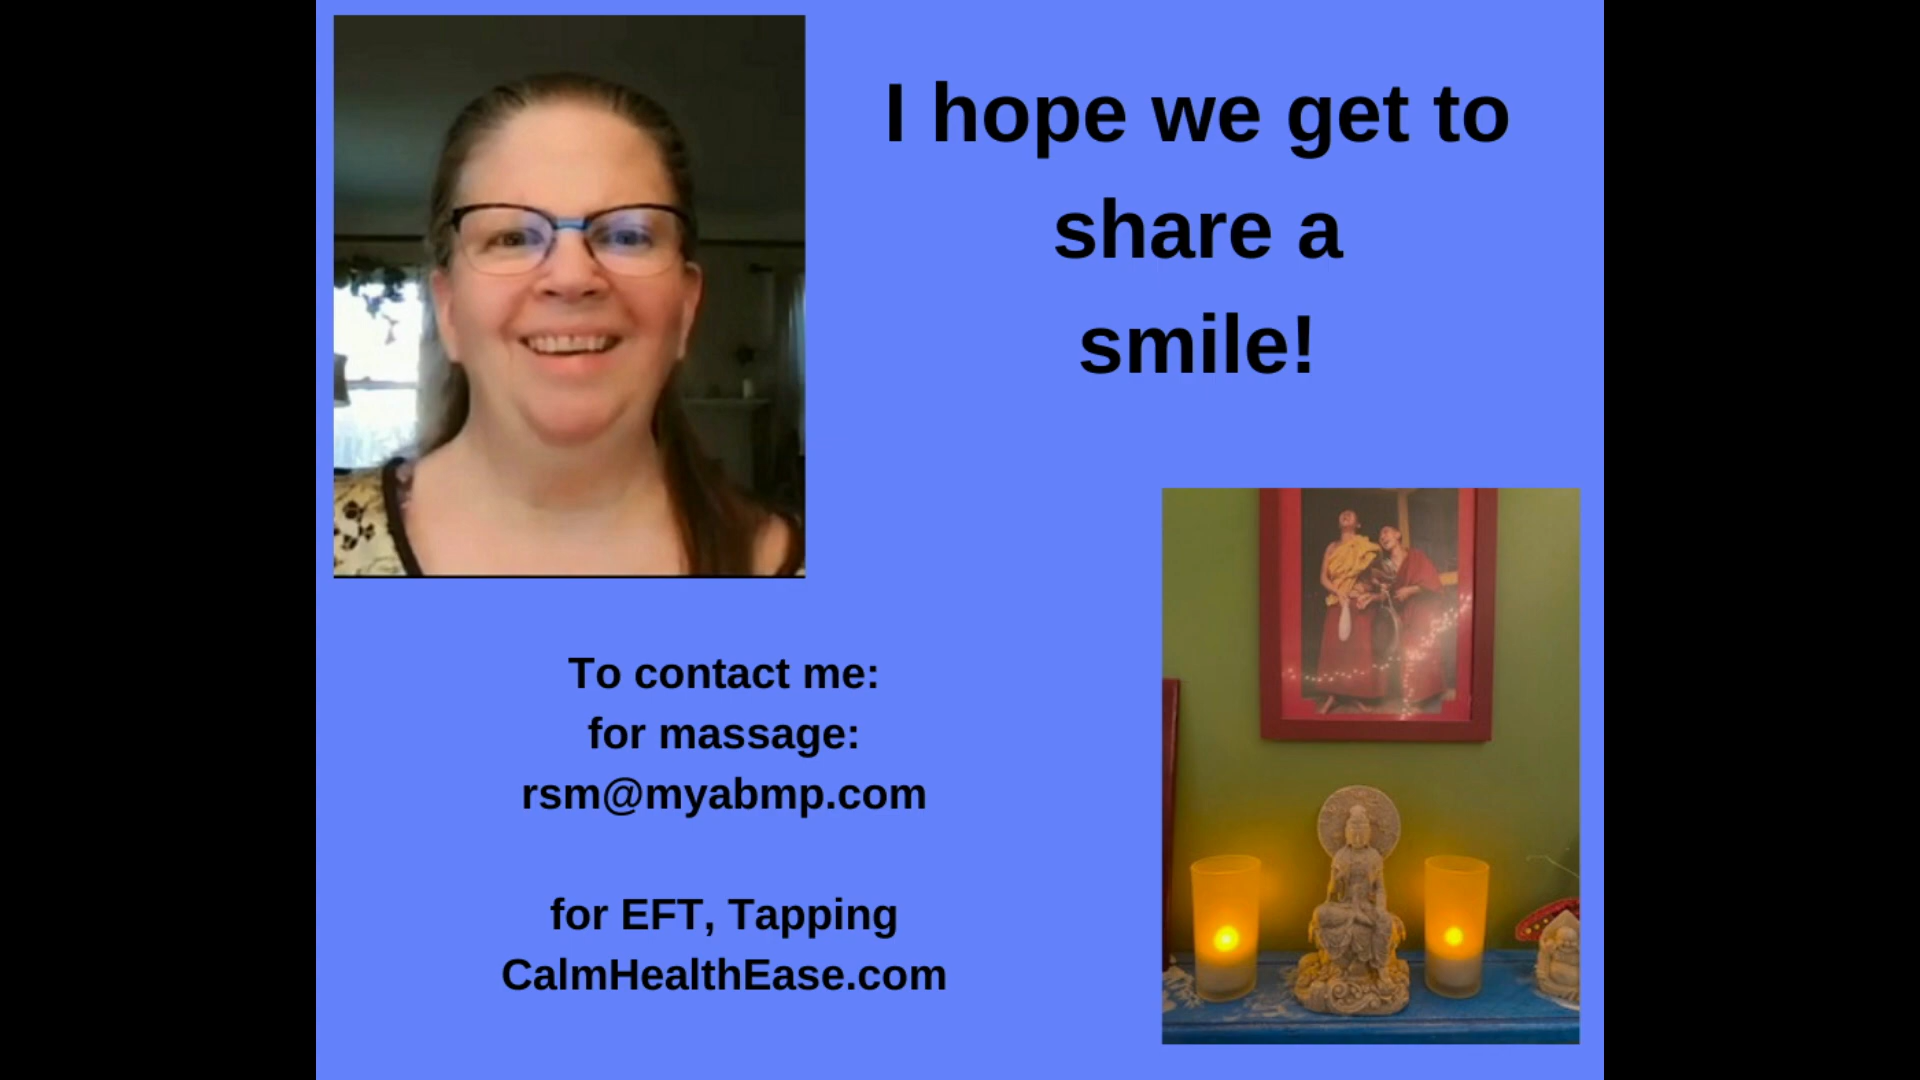 I hope we get to
share a
smile!
To contact me:
for massage:
rsm@myabmp.com
for EFT, Tapping
CalmHealthEase.com